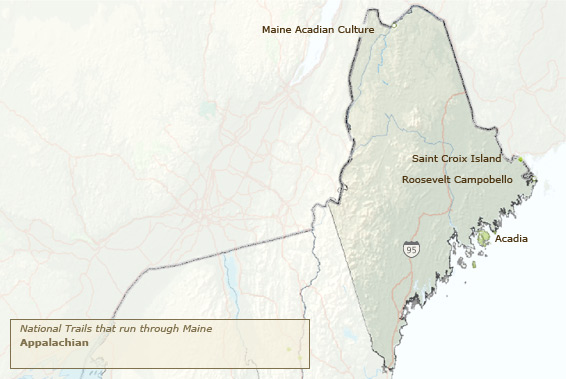 Maine Acadian Culture
Saint Croix Island
Roosevelt Campobello
Acadia
95
National Trails that run through Maine
Appalachian